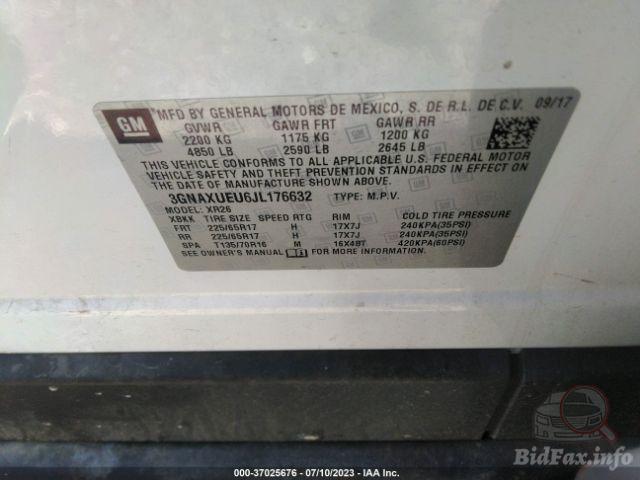 GM
MFD BY GENERAL MOTORS DE MEXICO, S. DE R.L. DE C.V. 09/17
GVWR GAWR FRT GAWR RR
2200 KG 1175 KG 1200 KG
4850 LB 2590 LB 2645 LB
THIS VEHICLE CONFORMS TO ALL APPLICABLE U.S. FEDERAL MOTOR
VEHICLE SAFETY AND THEFT PREVENTION STANDARDS IN EFFECT ON
THE DATE OF MANUFACTURE SHOWN ABOVE.
3GNAXUEU6JL176632 TYPE: M.P.V.
MODEL: XR26
XBKK TIRE SIZE SPEED RTG RIM COLD TIRE PRESSURE
FRT 225/65R17 H 17X7J 240KPA(35PSI)
RR 225/65R17 H 17X7J 240KPA(35PSI)
SPA T135/70R16 M 16X4BT 420KPA(60PSI)
SEE OWNER'S MANUAL FOR ADDITIONAL INFORMATION.
BidFax.info
000-37025676 - 07/10/2023 - IAA Inc.